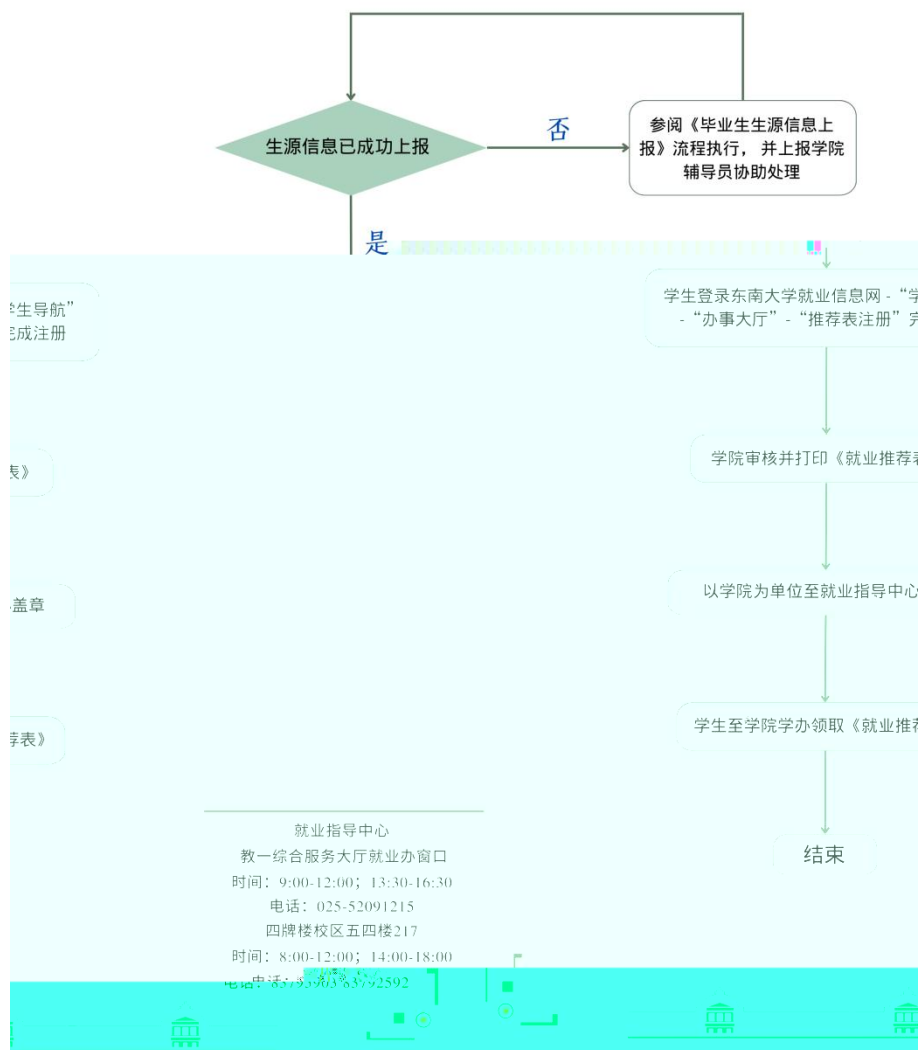 生源信息已成功上报
否
参阅《毕业生生源信息上
报》流程执行，并上报学院
辅导员协助处理
是
学生登录东南大学就业信息网 - “学
生导航”
- “办事大厅” - “推荐表注册” 完
成注册
学院审核并打印《就业推荐
表》
以学院为单位至就业指导中心
盖章
学生至学院学办领取《就业推
荐表》
结束
就业指导中心
教一综合服务大厅就业办窗口
时间：9:00-12:00；13:30-16:30
电话：025-52091215
四牌楼校区五四楼217
时间：8:00-12:00；14:00-18:00
电话：83795963 83792592